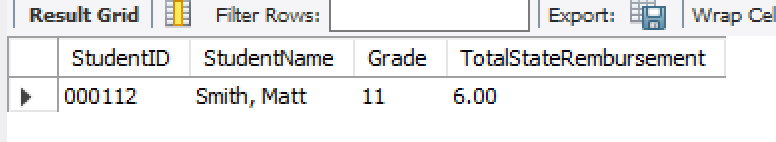 Result Grid Filter Rows: Export: Wrap Cel
StudentID StudentName Grade TotalStateRembursement
000112 Smith, Matt 11 6.00